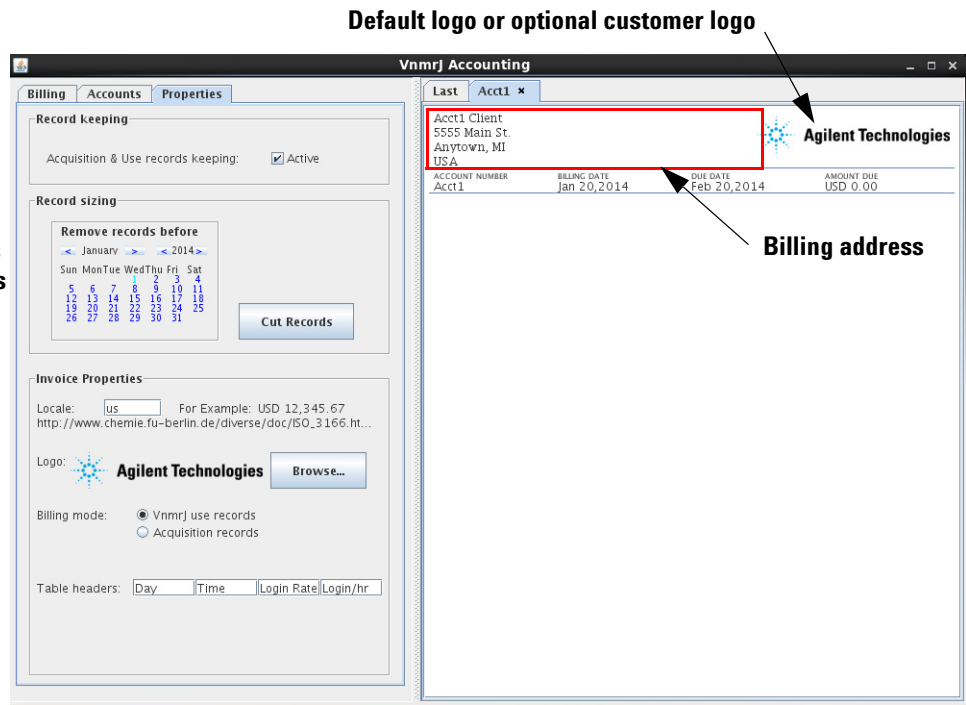 Default logo or optional customer logo
VnmrJ Accounting
Billing Accounts Properties
Record keeping
Acquisition & Use records keeping: Active
Record sizing
Remove records before
< January > < 2014 >
Sun Mon Tue Wed Thu Fri Sat
1 2 3 4
5 6 7 8 9 10 11
12 13 14 15 16 17 18
19 20 21 22 23 24 25
26 27 28 29 30 31
Cut Records
s
Invoice Properties
Locale: us For Example: USD 12,345.67
http://www.chemie.fu-berlin.de/diverse/doc/ISO_3166.ht...
Logo: Agilent Technologies Browse...
Billing mode: VnmrJ use records
Acquisition records
Table headers: Day Time Login Rate Login/hr
Last Acct1 ×
Acct1 Client
5555 Main St.
Anytown, MI
USA
Agilent Technologies
ACCOUNT NUMBER BILLING DATE DUE DATE AMOUNT DUE
Acct1 Jan 20,2014 Feb 20,2014 USD 0.00
Billing address